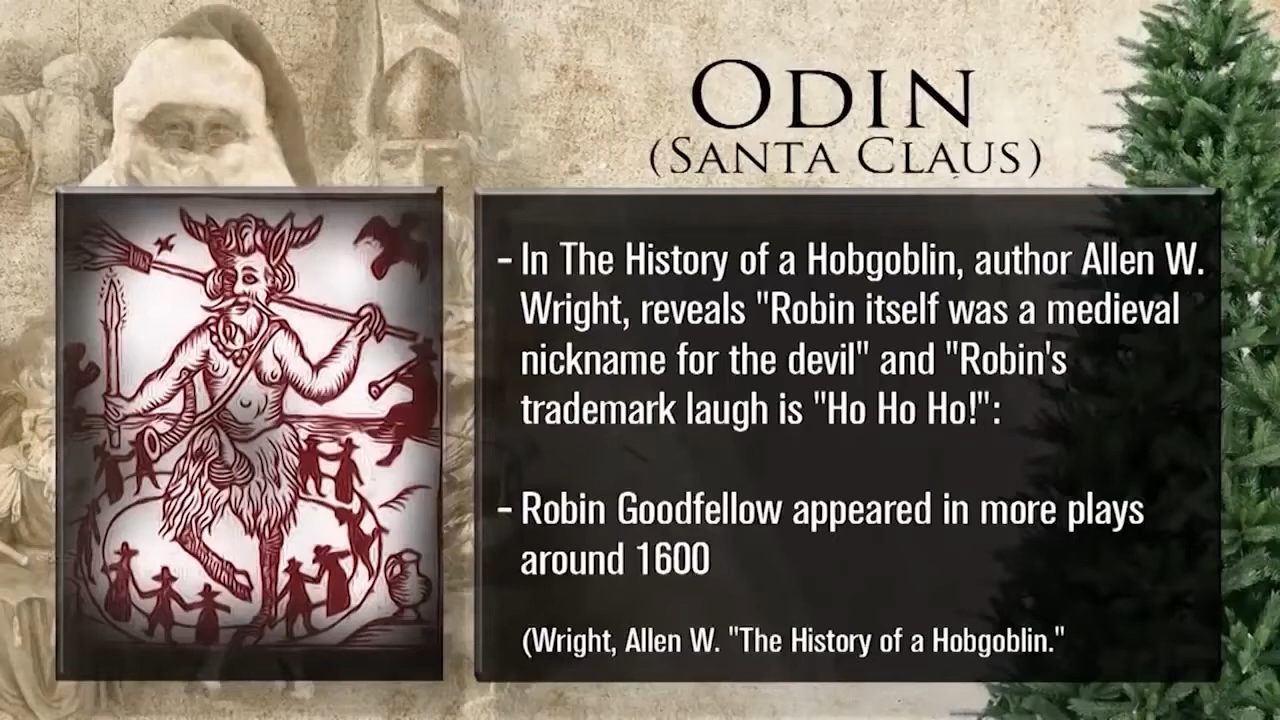 ODIN
(SANTA CLAUS)
- In The History of a Hobgoblin, author Allen W.
Wright, reveals "Robin itself was a medieval
nickname for the devil" and "Robin's
trademark laugh is "Ho Ho Ho!":
- Robin Goodfellow appeared in more plays
around 1600
(Wright, Allen W. "The History of a Hobgoblin."